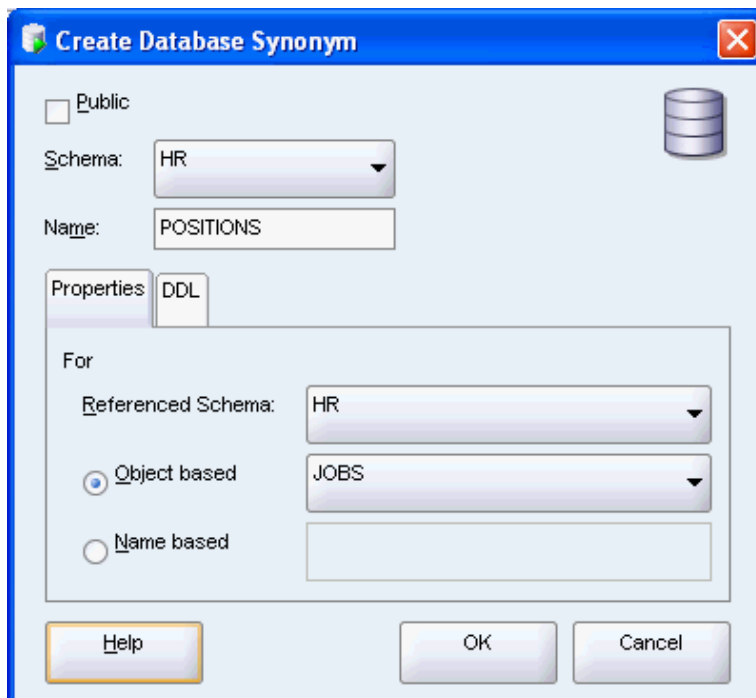 Create Database Synonym
Public
Schema: HR
Name: POSITIONS
Properties DDL
For
Referenced Schema: HR
Object based JOBS
Name based
Help OK Cancel